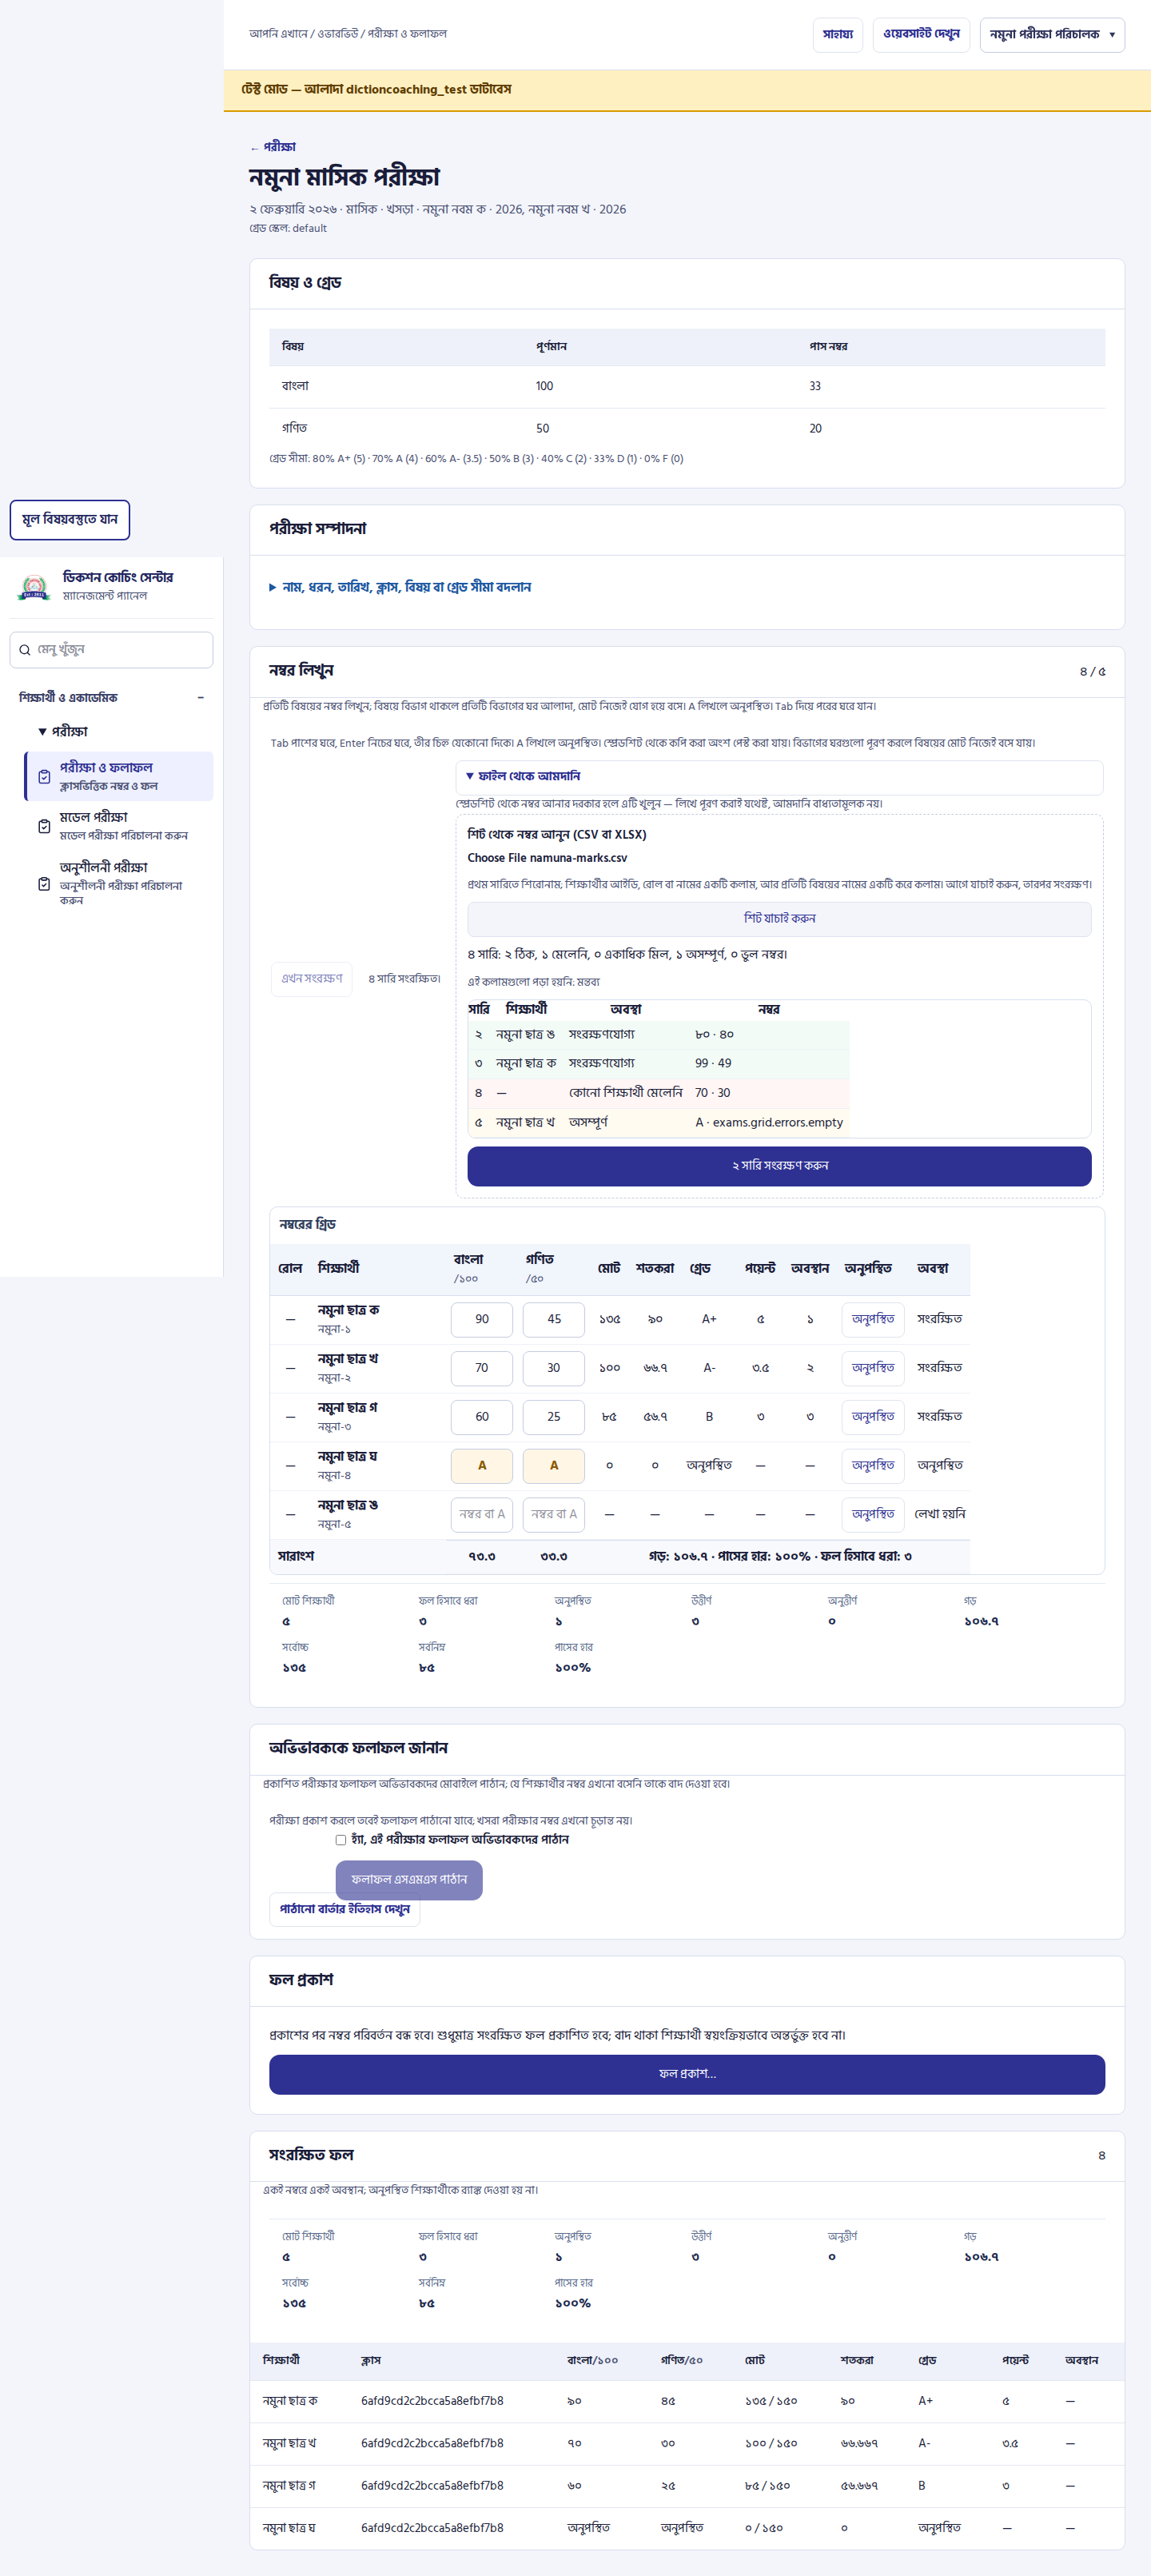 আপনি এখানে / ওভারভিউ / পরীক্ষা ও ফলাফল
সাহায্য
ওয়েবসাইট দেখুন
নমুনা পরীক্ষা পরিচালক ▾
টেস্ট মোড — আলাদা dictioncoaching_test ডাটাবেস
← পরীক্ষা
নমুনা মাসিক পরীক্ষা
২ ফেব্রুয়ারি ২০২৬ · মাসিক · খসড়া · নমুনা নবম ক · 2026, নমুনা নবম খ · 2026
গ্রেড স্কেল: default
বিষয় ও গ্রেড
বিষয় পূর্ণমান পাস নম্বর
বাংলা 100 33
গণিত 50 20
গ্রেড সীমা: 80% A+ (5) · 70% A (4) · 60% A- (3.5) · 50% B (3) · 40% C (2) · 33% D (1) · 0% F (0)
মূল বিষয়বস্তুতে যান
ডিকশন কোচিং সেন্টার
ম্যানেজমেন্ট প্যানেল
মেনু খুঁজুন
শিক্ষার্থী ও একাডেমিক −
▼ পরীক্ষা
পরীক্ষা ও ফলাফল
ক্লাসভিত্তিক নম্বর ও ফল
মডেল পরীক্ষা
মডেল পরীক্ষা পরিচালনা করুন
অনুশীলনী পরীক্ষা
অনুশীলনী পরীক্ষা পরিচালনা
করুন
পরীক্ষা সম্পাদনা
▶ নাম, ধরন, তারিখ, ক্লাস, বিষয় বা গ্রেড সীমা বদলান
নম্বর লিখুন ৪ / ৫
প্রতিটি বিষয়ের নম্বর লিখুন; বিষয়ে বিভাগ থাকলে প্রতিটি বিভাগের ঘর আলাদা, মোট নিজেই যোগ হয়ে বসে। A লিখলে অনুপস্থিত। Tab দিয়ে পরের ঘরে যান।
Tab পাশের ঘরে, Enter নিচের ঘরে, তীর চিহ্ন যেকোনো দিকে। A লিখলে অনুপস্থিত। স্প্রেডশিট থেকে কপি করা অংশ পেস্ট করা যায়। বিভাগের ঘরগুলো পূরণ করলে বিষয়ের মোট নিজেই বসে যায়।
এখন সংরক্ষণ
৪ সারি সংরক্ষিত।
▼ ফাইল থেকে আমদানি
স্প্রেডশিট থেকে নম্বর আনার দরকার হলে এটি খুলুন — লিখে পূরণ করাই যথেষ্ট, আমদানি বাধ্যতামূলক নয়।
শিট থেকে নম্বর আনুন (CSV বা XLSX)
Choose File namuna-marks.csv
প্রথম সারিতে শিরোনাম; শিক্ষার্থীর আইডি, রোল বা নামের একটি কলাম, আর প্রতিটি বিষয়ের নামের একটি করে কলাম। আগে যাচাই করুন, তারপর সংরক্ষণ।
শিট যাচাই করুন
৪ সারি: ২ ঠিক, ১ মেলেনি, ০ একাধিক মিল, ১ অসম্পূর্ণ, ০ ভুল নম্বর।
এই কলামগুলো পড়া হয়নি: মন্তব্য
সারি শিক্ষার্থী অবস্থা নম্বর
২ নমুনা ছাত্র ঙ সংরক্ষণযোগ্য ৮০ · ৪০
৩ নমুনা ছাত্র ক সংরক্ষণযোগ্য 99 · 49
৪ — কোনো শিক্ষার্থী মেলেনি 70 · 30
৫ নমুনা ছাত্র খ অসম্পূর্ণ A · exams.grid.errors.empty
২ সারি সংরক্ষণ করুন
নম্বরের গ্রিড
রোল শিক্ষার্থী বাংলা /১০০ গণিত /৫০ মোট শতকরা গ্রেড পয়েন্ট অবস্থান অনুপস্থিত অবস্থা
— নমুনা ছাত্র ক নমুনা-১ 90 45 ১৩৫ ৯০ A+ ৫ ১ অনুপস্থিত সংরক্ষিত
— নমুনা ছাত্র খ নমুনা-২ 70 30 ১০০ ৬৬.৭ A- ৩.৫ ২ অনুপস্থিত সংরক্ষিত
— নমুনা ছাত্র গ নমুনা-৩ 60 25 ৮৫ ৫৬.৭ B ৩ ৩ অনুপস্থিত সংরক্ষিত
— নমুনা ছাত্র ঘ নমুনা-৪ A A ০ ০ অনুপস্থিত — — অনুপস্থিত অনুপস্থিত
— নমুনা ছাত্র ঙ নমুনা-৫ নম্বর বা A নম্বর বা A — — — — — অনুপস্থিত লেখা হয়নি
সারাংশ ৭৩.৩ ৩৩.৩ গড়: ১০৬.৭ · পাসের হার: ১০০% · ফল হিসাবে ধরা: ৩
মোট শিক্ষার্থী ফল হিসাবে ধরা অনুপস্থিত উত্তীর্ণ অনুত্তীর্ণ গড়
৫ ৩ ১ ৩ ০ ১০৬.৭
সর্বোচ্চ সর্বনিম্ন পাসের হার
১৩৫ ৮৫ ১০০%
অভিভাবককে ফলাফল জানান
প্রকাশিত পরীক্ষার ফলাফল অভিভাবকদের মোবাইলে পাঠান; যে শিক্ষার্থীর নম্বর এখনো বসেনি তাকে বাদ দেওয়া হবে।
পরীক্ষা প্রকাশ করলে তবেই ফলাফল পাঠানো যাবে; খসরা পরীক্ষার নম্বর এখনো চূড়ান্ত নয়।
হ্যাঁ, এই পরীক্ষার ফলাফল অভিভাবকদের পাঠান
ফলাফল এসএমএস পাঠান
পাঠানো বার্তার ইতিহাস দেখুন
ফল প্রকাশ
প্রকাশের পর নম্বর পরিবর্তন বন্ধ হবে। শুধুমাত্র সংরক্ষিত ফল প্রকাশিত হবে; বাদ থাকা শিক্ষার্থী স্বয়ংক্রিয়ভাবে অন্তর্ভুক্ত হবে না।
ফল প্রকাশ...
সংরক্ষিত ফল ৪
একই নম্বরে একই অবস্থান; অনুপস্থিত শিক্ষার্থীকে র‍্যাঙ্ক দেওয়া হয় না।
মোট শিক্ষার্থী ফল হিসাবে ধরা অনুপস্থিত উত্তীর্ণ অনুত্তীর্ণ গড়
৫ ৩ ১ ৩ ০ ১০৬.৭
সর্বোচ্চ সর্বনিম্ন পাসের হার
১৩৫ ৮৫ ১০০%
শিক্ষার্থী ক্লাস বাংলা/১০০ গণিত/৫০ মোট শতকরা গ্রেড পয়েন্ট অবস্থান
নমুনা ছাত্র ক 6afd9cd2c2bcca5a8efbf7b8 ৯০ ৪৫ ১৩৫ / ১৫০ ৯০ A+ ৫ —
নমুনা ছাত্র খ 6afd9cd2c2bcca5a8efbf7b8 ৭০ ৩০ ১০০ / ১৫০ ৬৬.৬৬৭ A- ৩.৫ —
নমুনা ছাত্র গ 6afd9cd2c2bcca5a8efbf7b8 ৬০ ২৫ ৮৫ / ১৫০ ৫৬.৬৬৭ B ৩ —
নমুনা ছাত্র ঘ 6afd9cd2c2bcca5a8efbf7b8 অনুপস্থিত অনুপস্থিত ০ / ১৫০ ০ অনুপস্থিত — —